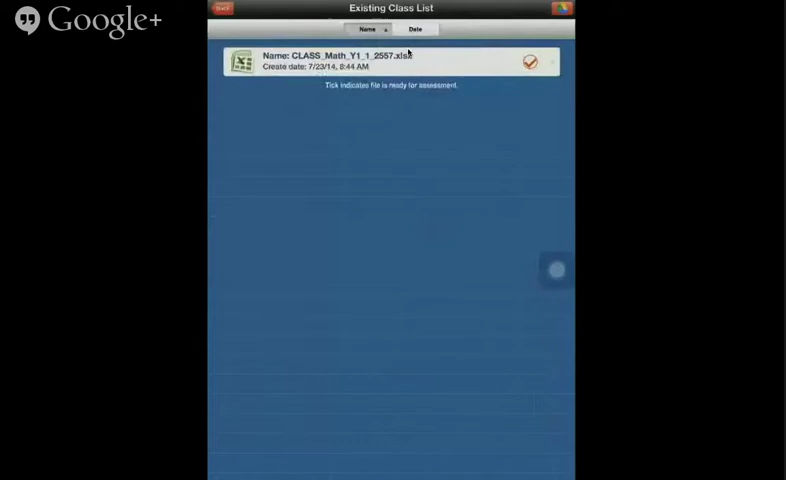 Google+
Back
Existing Class List
Name
Date
Name: CLASS_Math_Y1_1_2557.xlsx
Create date: 7/23/14, 8:44 AM
Tick indicates file is ready for assessment.